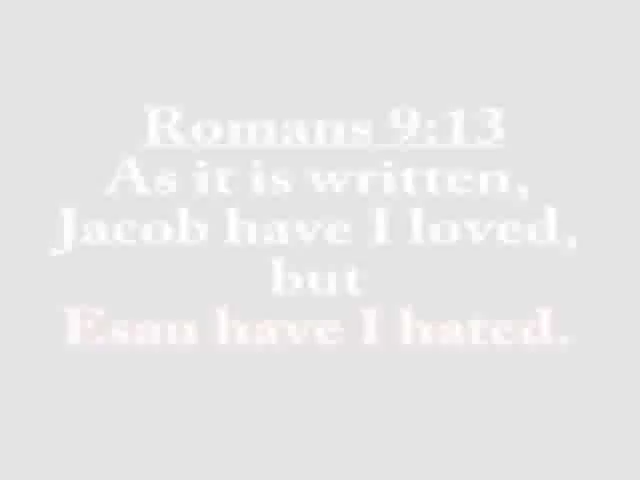 Romans 9:13
As it is written,
Jacob have I loved,
but
Esau have I hated.